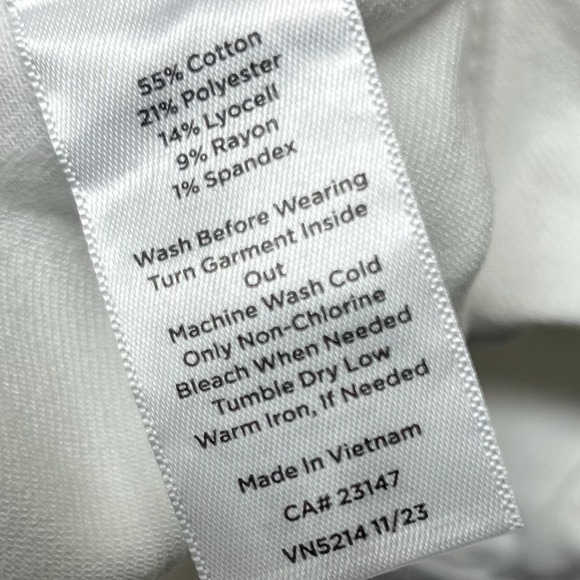 55% Cotton
21% Polyester
14% Lyocell
9% Rayon
1% Spandex
Wash Before Wearing
Turn Garment Inside
Out
Machine Wash Cold
Only Non-Chlorine
Bleach When Needed
Tumble Dry Low
Warm Iron, If Needed
Made In Vietnam
CA# 23147
VN5214 11/23